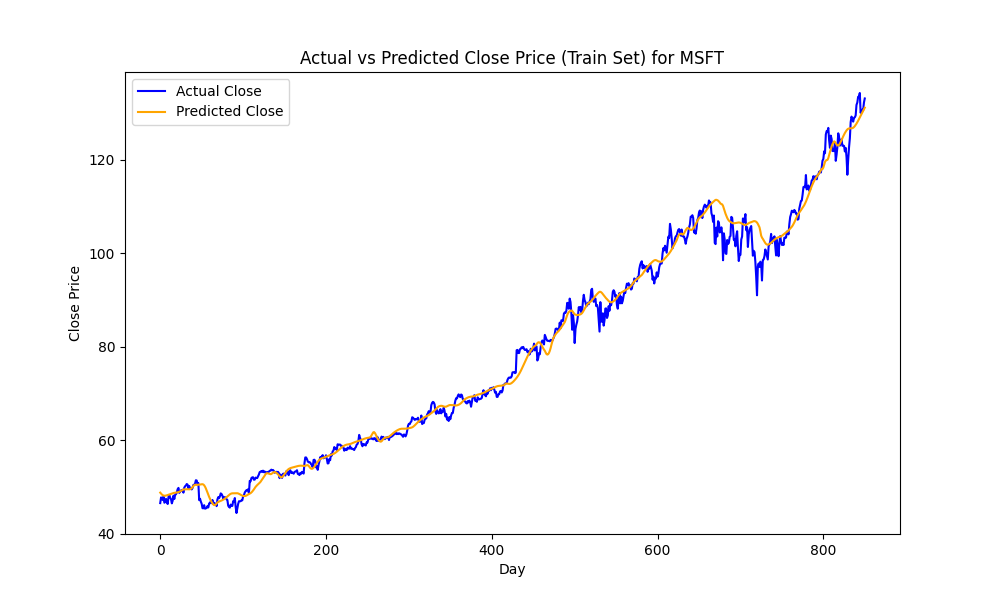 Actual vs Predicted Close Price (Train Set) for MSFT
Actual Close
Predicted Close
120
100
80
60
40
Close Price
0
200
400
600
800
Day